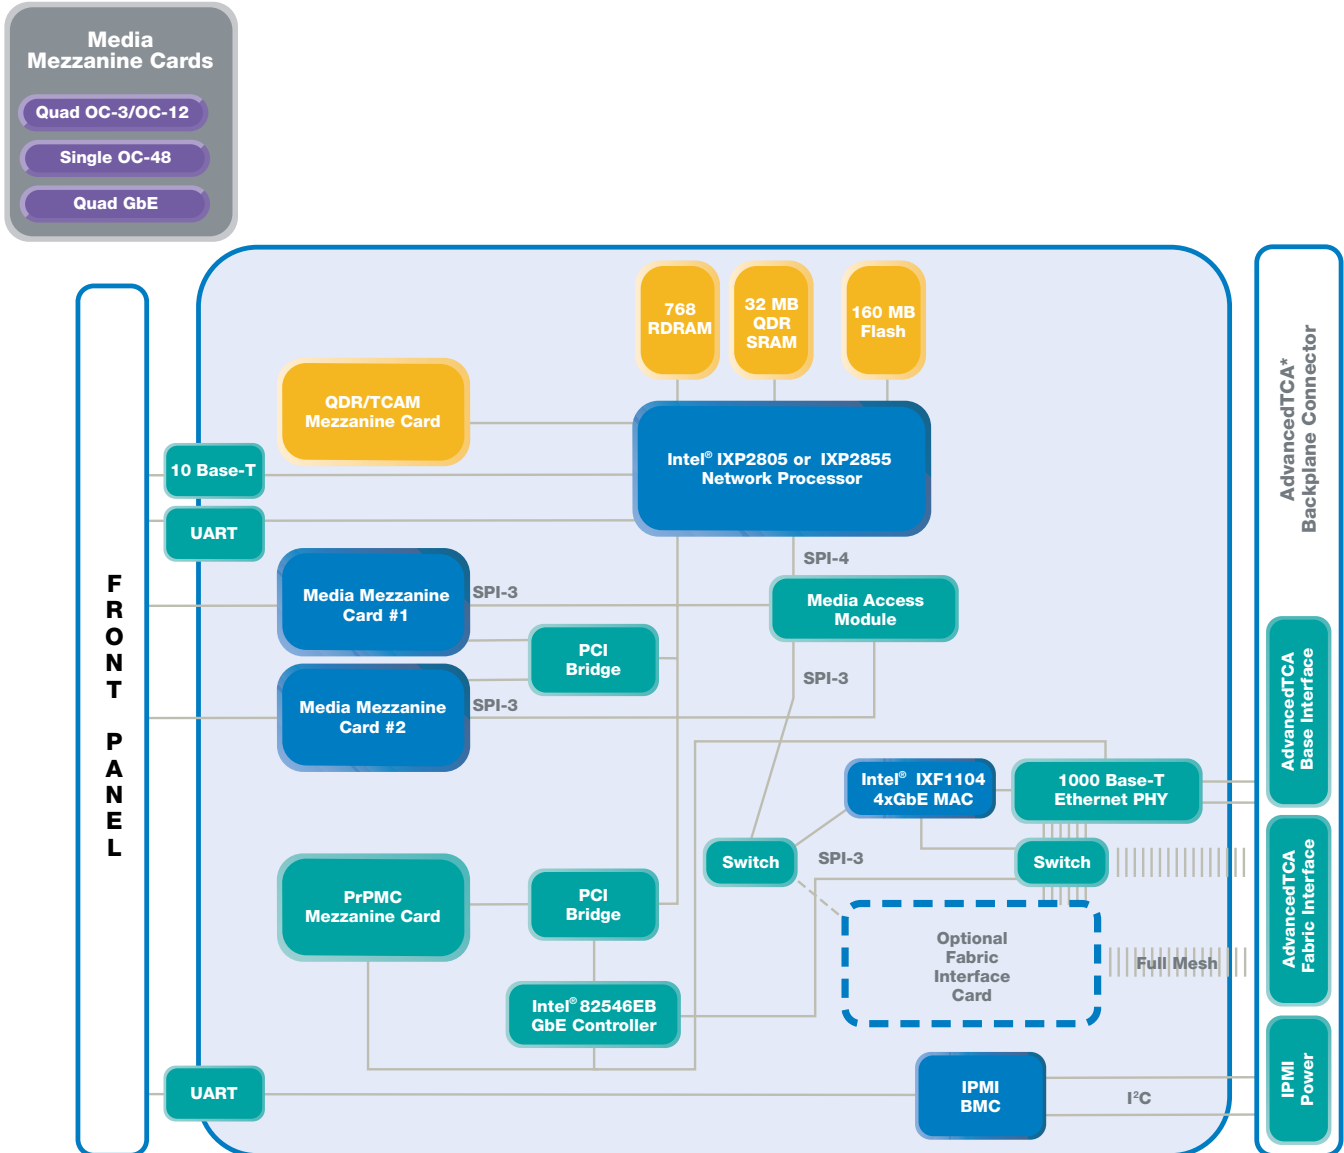 Media
Mezzanine Cards
Quad OC-3/OC-12
Single OC-48
Quad GbE
768
RDRAM
32 MB
QDR
SRAM
160 MB
Flash
QDR/TCAM
Mezzanine Card
Intel® IXP2805 or IXP2855
Network Processor
10 Base-T
UART
SPI-4
Media Mezzanine
Card #1
SPI-3
Media Access
Module
PCI
Bridge
SPI-3
Media Mezzanine
Card #2
SPI-3
FRONT PANEL
AdvancedTCA*
Backplane Connector
AdvancedTCA
Base Interface
Intel® IXF1104
4xGbE MAC
1000 Base-T
Ethernet PHY
Switch
SPI-3
Switch
AdvancedTCA
Fabric Interface
PrPMC
Mezzanine Card
PCI
Bridge
Optional
Fabric
Interface
Card
Full Mesh
Intel® 82546EB
GbE Controller
UART
IPMI
BMC
I²C
IPMI
Power